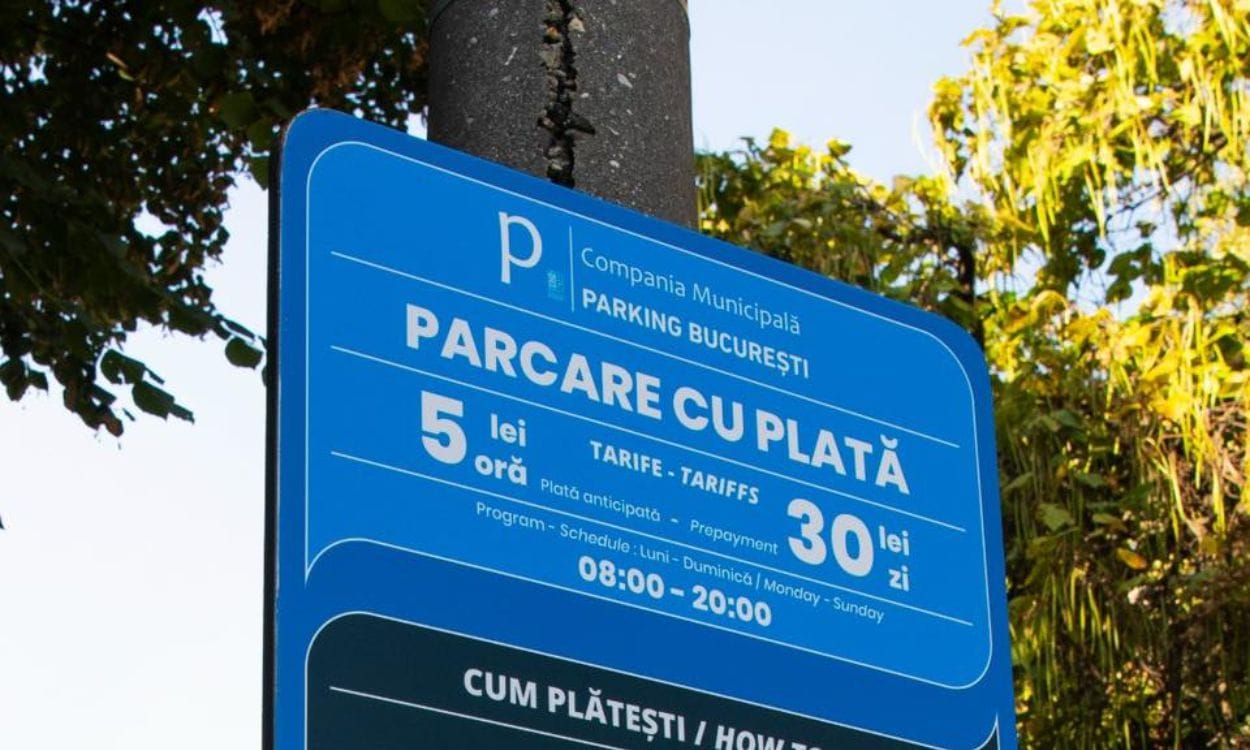 p
Compania Municipală
PARKING BUCUREȘTI
PARCARE CU PLATĂ
5 lei oră
TARIFE - TARIFFS
Plată anticipată - Prepayment
30 lei zi
Program - Schedule : Luni - Duminică / Monday - Sunday
08:00 - 20:00
CUM PLĂTEȘTI / HOW TO